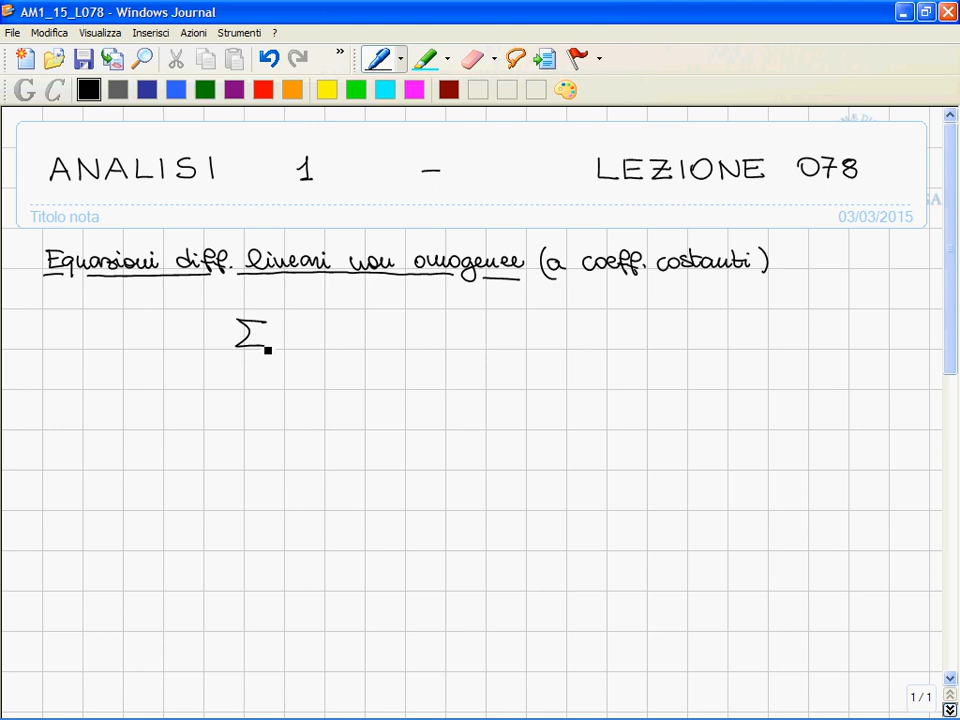 AM1_15_L078 - Windows Journal
File Modifica Visualizza Inserisci Azioni Strumenti ?
»
G C
ANALISI 1 - LEZIONE 078
Titolo nota 03/03/2015
Equazioni diff. lineari non omogenee (a coeff. costanti)
Σ
1 / 1